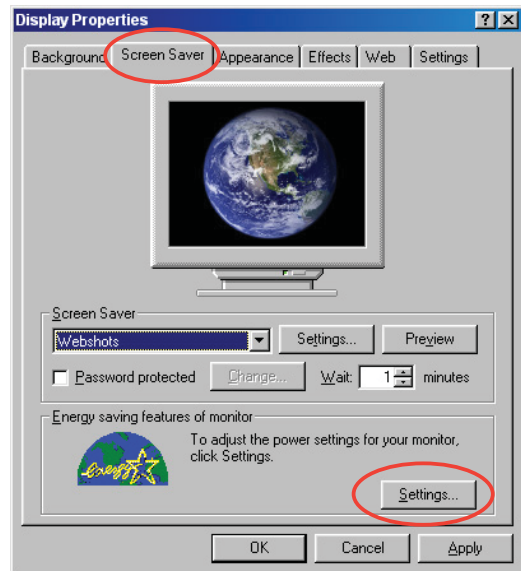 Display Properties
Background Screen Saver Appearance Effects Web Settings
Screen Saver
Webshots Settings... Preview
Password protected Change... Wait: 1 minutes
Energy saving features of monitor
To adjust the power settings for your monitor,
click Settings.
energy
Settings...
OK Cancel Apply